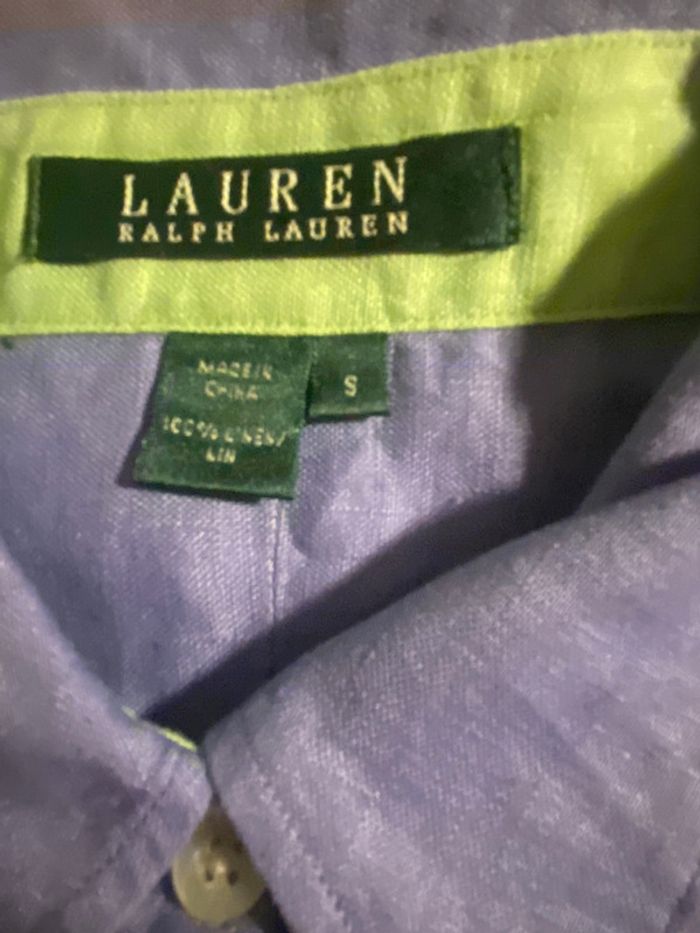 LAUREN
RALPH LAUREN
MADE IN
CHINA
S
100% LINEN/
LIN